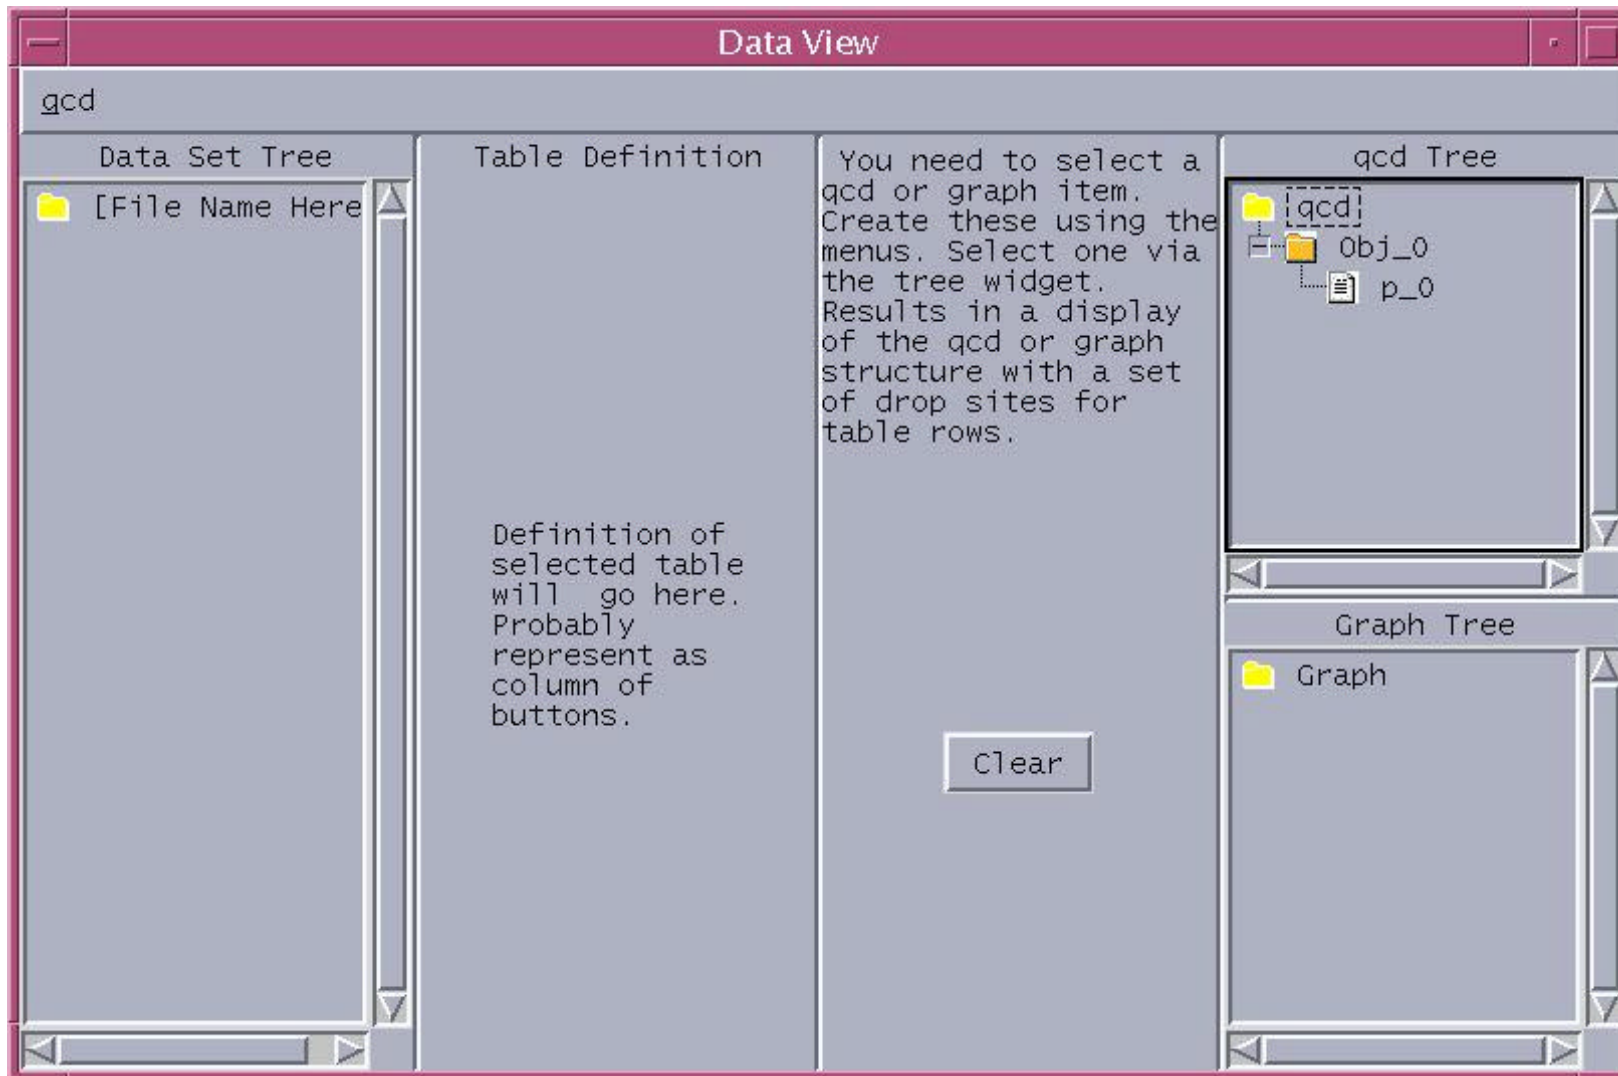 Data View
qcd
Data Set Tree
[File Name Here
Table Definition
Definition of
selected table
will  go here.
Probably
represent as
column of
buttons.
You need to select a
qcd or graph item.
Create these using the
menus. Select one via
the tree widget.
Results in a display
of the qcd or graph
structure with a set
of drop sites for
table rows.
Clear
qcd Tree
qcd
Obj_0
p_0
Graph Tree
Graph